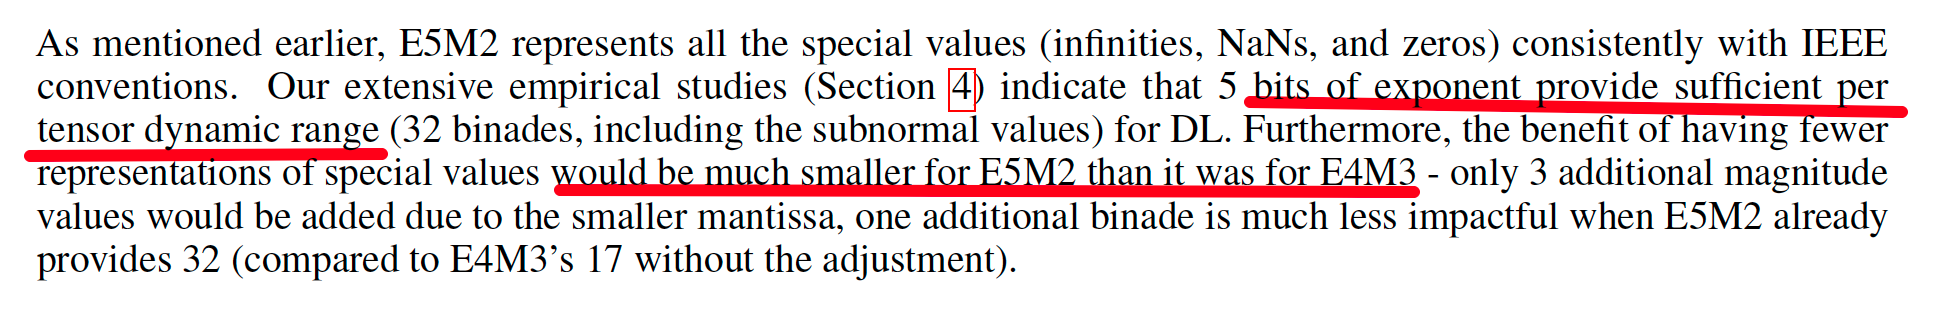 As mentioned earlier, E5M2 represents all the special values (infinities, NaNs, and zeros) consistently with IEEE
conventions. Our extensive empirical studies (Section 4) indicate that 5 bits of exponent provide sufficient per
tensor dynamic range (32 binades, including the subnormal values) for DL. Furthermore, the benefit of having fewer
representations of special values would be much smaller for E5M2 than it was for E4M3 - only 3 additional magnitude
values would be added due to the smaller mantissa, one additional binade is much less impactful when E5M2 already
provides 32 (compared to E4M3's 17 without the adjustment).